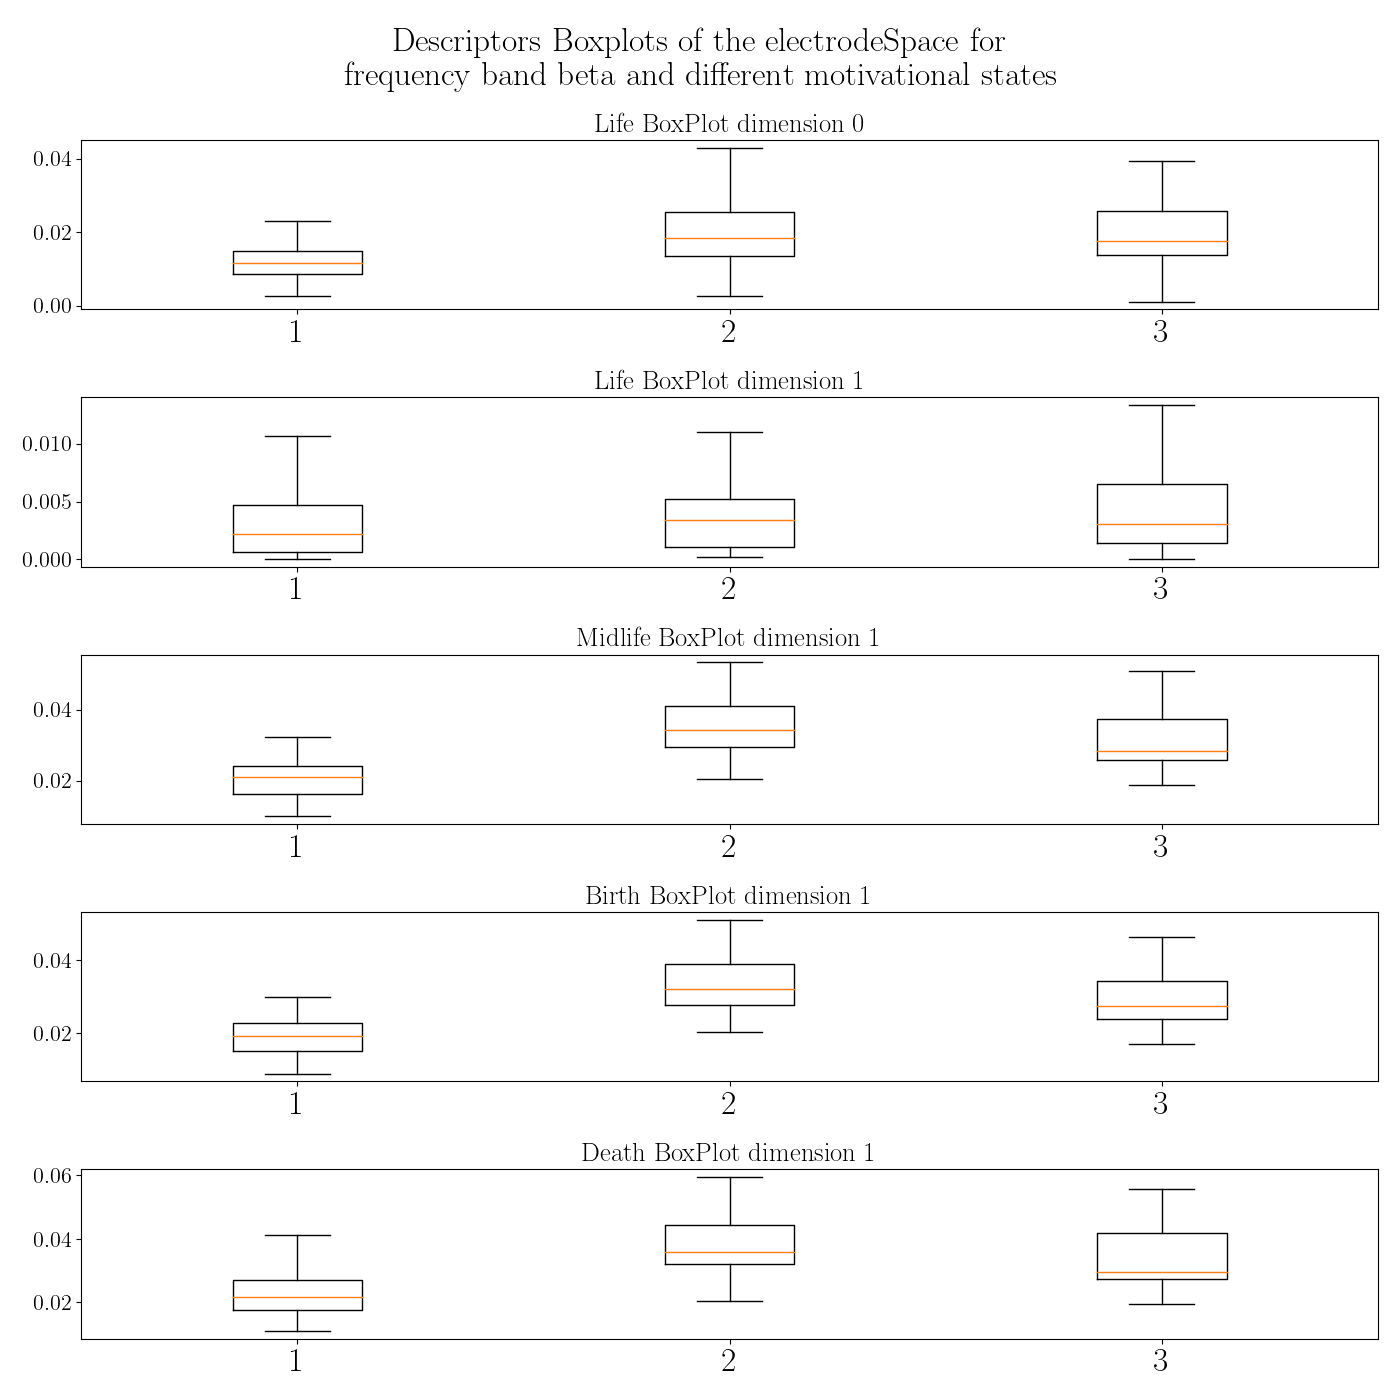 Descriptors Boxplots of the electrodeSpace for
frequency band beta and different motivational states
Life BoxPlot dimension 0
0.04
0.02
0.00
1 2 3
Life BoxPlot dimension 1
0.010
0.005
0.000
1 2 3
Midlife BoxPlot dimension 1
0.04
0.02
1 2 3
Birth BoxPlot dimension 1
0.04
0.02
1 2 3
Death BoxPlot dimension 1
0.06
0.04
0.02
1 2 3